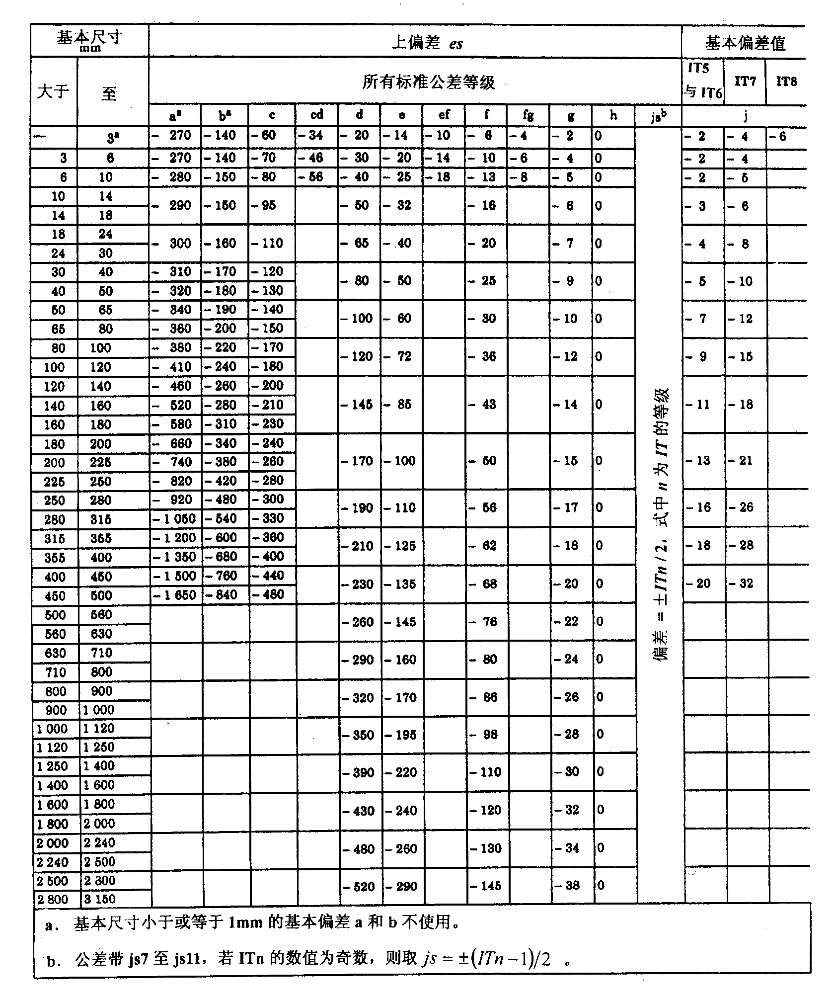 基本尺寸 mm 上偏差 es 基本偏差值
大于 至 所有标准公差等级 IT5 与 IT6 IT7 IT8
aᵃ bᵃ c cd d e ef f fg g h jsᵇ j
— 3ᵃ - 270 - 140 - 60 - 34 - 20 - 14 - 10 - 6 - 4 - 2 0 - 2 - 4 - 6
3 6 - 270 - 140 - 70 - 46 - 30 - 20 - 14 - 10 - 6 - 4 0 - 2 - 4
6 10 - 280 - 150 - 80 - 56 - 40 - 25 - 18 - 13 - 8 - 5 0 - 2 - 5
10 14 - 290 - 150 - 95 - 50 - 32 - 16 - 6 0 - 3 - 6
14 18
18 24 - 300 - 160 - 110 - 65 - 40 - 20 - 7 0 - 4 - 8
24 30
30 40 - 310 - 170 - 120 - 80 - 50 - 25 - 9 0 - 5 - 10
40 50 - 320 - 180 - 130
50 65 - 340 - 190 - 140 - 100 - 60 - 30 - 10 0 - 7 - 12
65 80 - 360 - 200 - 150
80 100 - 380 - 220 - 170 - 120 - 72 - 36 - 12 0 - 9 - 15
100 120 - 410 - 240 - 180
120 140 - 460 - 260 - 200
140 160 - 520 - 280 - 210 - 145 - 85 - 43 - 14 0 - 11 - 18
160 180 - 580 - 310 - 230
180 200 - 660 - 340 - 240
200 225 - 740 - 380 - 260 - 170 - 100 - 50 - 15 0 - 13 - 21
225 250 - 820 - 420 - 280
250 280 - 920 - 480 - 300 - 190 - 110 - 56 - 17 0 - 16 - 26
280 315 - 1 050 - 540 - 330
315 355 - 1 200 - 600 - 360 - 210 - 125 - 62 - 18 0 - 18 - 28
355 400 - 1 350 - 680 - 400
400 450 - 1 500 - 760 - 440 - 230 - 135 - 68 - 20 0 - 20 - 32
450 500 - 1 650 - 840 - 480
500 560 - 260 - 145 - 76 - 22 0
560 630
630 710 - 290 - 160 - 80 - 24 0
710 800
800 900 - 320 - 170 - 86 - 26 0
900 1 000
1 000 1 120 - 350 - 195 - 98 - 28 0
1 120 1 250
1 250 1 400 - 390 - 220 - 110 - 30 0
1 400 1 600
1 600 1 800 - 430 - 240 - 120 - 32 0
1 800 2 000
2 000 2 240 - 480 - 260 - 130 - 34 0
2 240 2 500
2 500 2 300 - 520 - 290 - 145 - 38 0
2 800 3 150
偏差 = ±ITn / 2, 式中 n 为 IT 的等级
a. 基本尺寸小于或等于 1mm 的基本偏差 a 和 b 不使用。
b. 公差带 js7 至 js11，若 ITn 的数值为奇数，则取 js = ±(ITn－1)/2 。